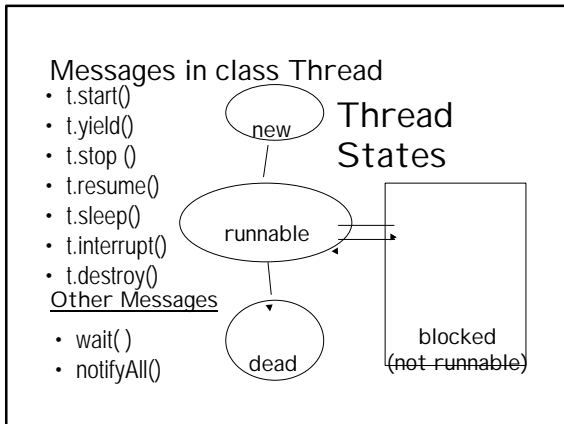 Messages in class Thread
• t.start()
• t.yield()
• t.stop ()
• t.resume()
• t.sleep()
• t.interrupt()
• t.destroy()
Other Messages
• wait( )
• notifyAll()
Thread
States
new
runnable
dead
blocked
(not runnable)